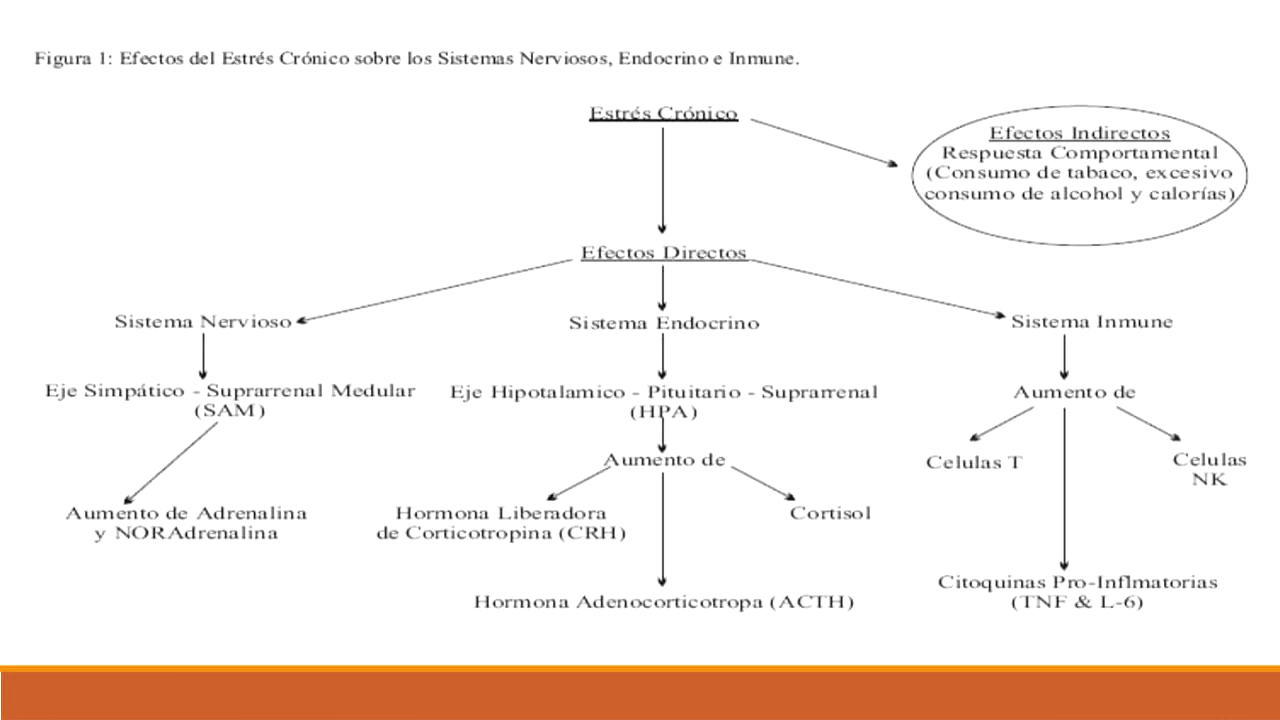 Figura 1: Efectos del Estrés Crónico sobre los Sistemas Nerviosos, Endocrino e Inmune.
Estrés Crónico
Efectos Indirectos
Respuesta Comportamental
(Consumo de tabaco, excesivo
consumo de alcohol y calorías)
Efectos Directos
Sistema Nervioso
Sistema Endocrino
Sistema Inmune
Eje Simpático - Suprarrenal Medular
(SAM)
Eje Hipotalamico - Pituitario - Suprarrenal
(HPA)
Aumento de
Aumento de
Celulas T
Celulas
NK
Aumento de Adrenalina
y NORAdrenalina
Hormona Liberadora
de Corticotropina (CRH)
Cortisol
Hormona Adenocorticotropa (ACTH)
Citoquinas Pro-Inflmatorias
(TNF & L-6)